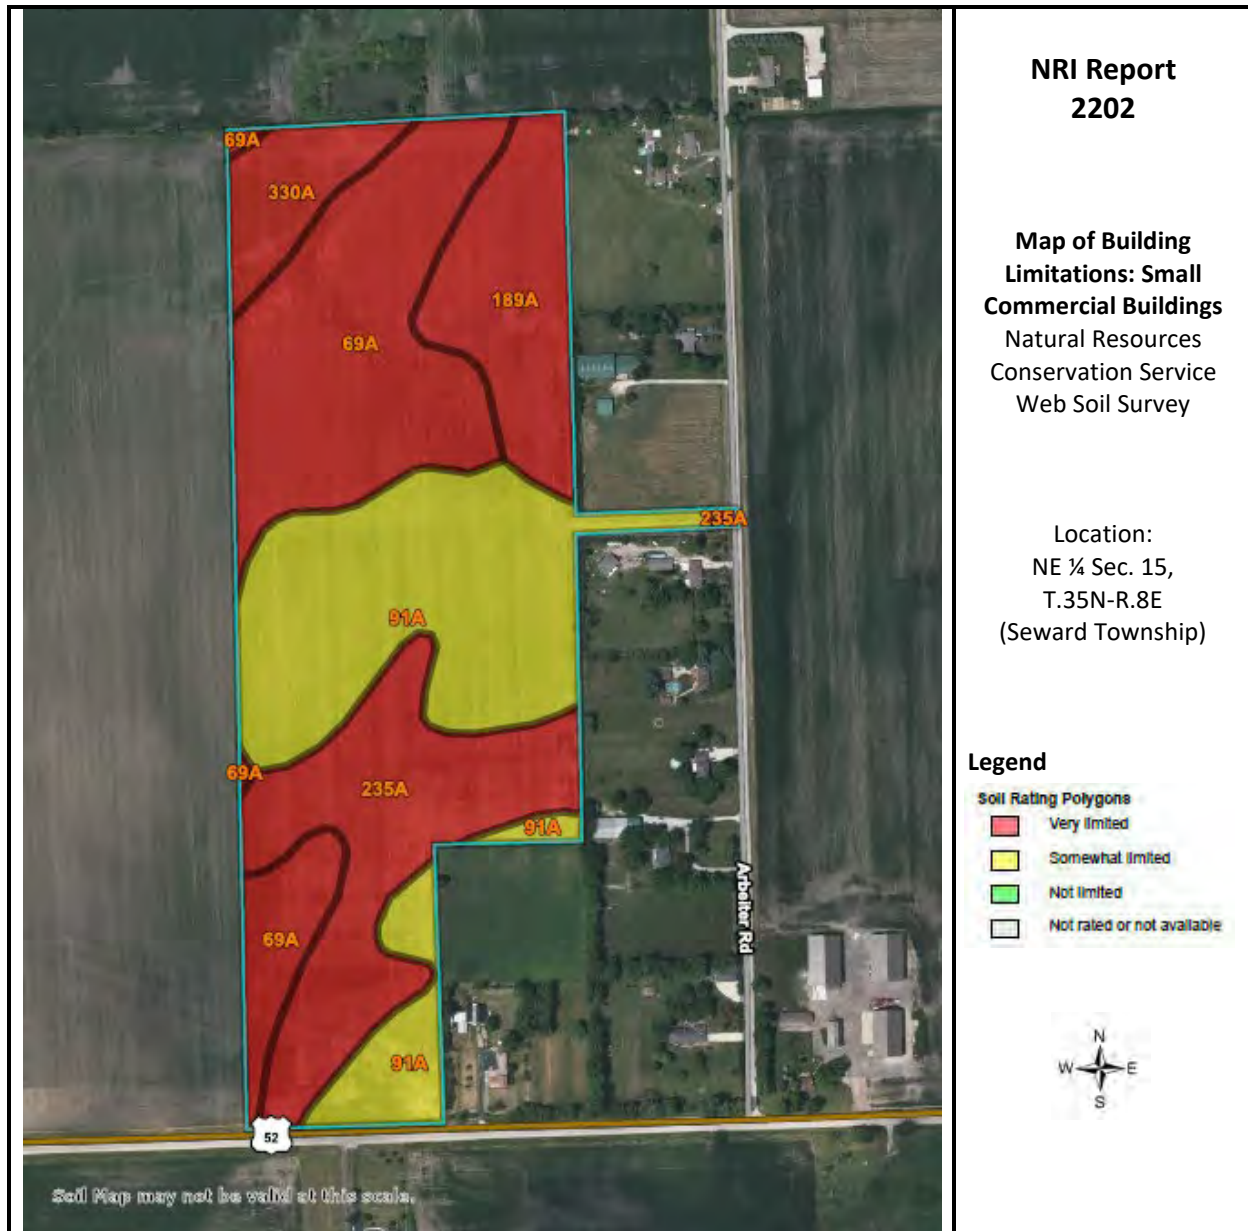 69A
330A
189A
69A
235A
91A
69A
235A
91A
69A
91A
Arbeiter Rd
52
Soil Map may not be valid at this scale.
NRI Report
2202
Map of Building
Limitations: Small
Commercial Buildings
Natural Resources
Conservation Service
Web Soil Survey
Location:
NE ¼ Sec. 15,
T.35N-R.8E
(Seward Township)
Legend
Soil Rating Polygons
Very limited
Somewhat limited
Not limited
Not rated or not available
N
W E
S